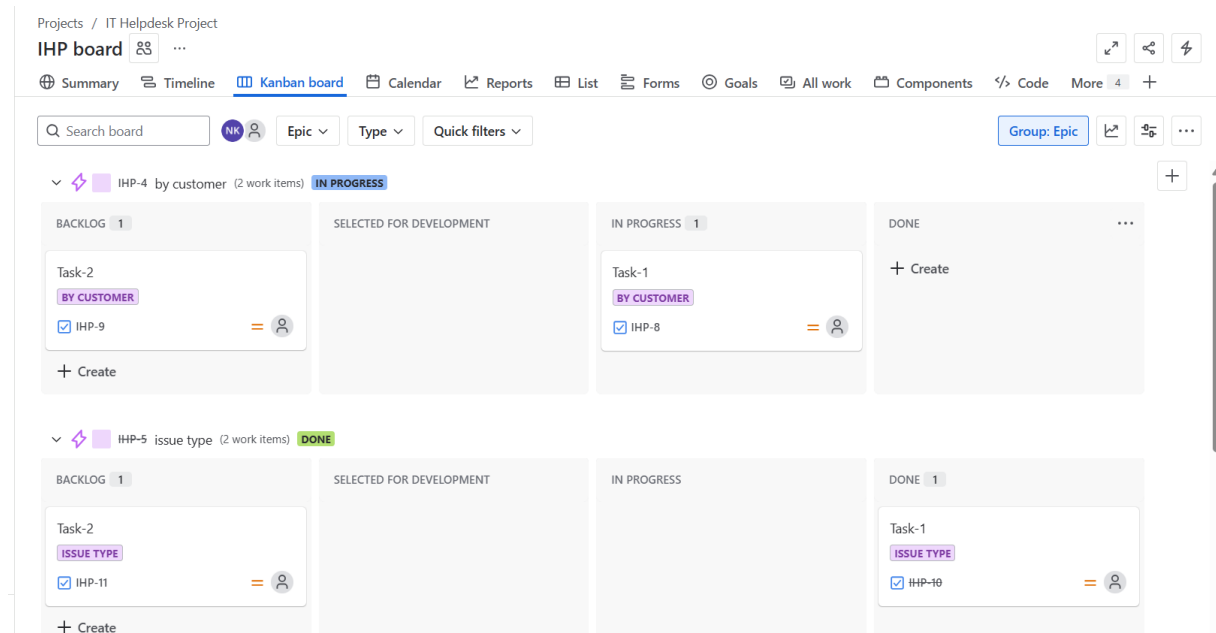 Projects / IT Helpdesk Project
IHP board
Summary Timeline Kanban board Calendar Reports List Forms Goals All work Components Code More 4
Search board NK Epic Type Quick filters Group: Epic
IHP-4 by customer (2 work items) IN PROGRESS
BACKLOG 1 SELECTED FOR DEVELOPMENT IN PROGRESS 1 DONE
Task-2 Task-1 + Create
BY CUSTOMER BY CUSTOMER
IHP-9 IHP-8
+ Create
IHP-5 issue type (2 work items) DONE
BACKLOG 1 SELECTED FOR DEVELOPMENT IN PROGRESS DONE 1
Task-2 Task-1
ISSUE TYPE ISSUE TYPE
IHP-11 IHP-10
+ Create